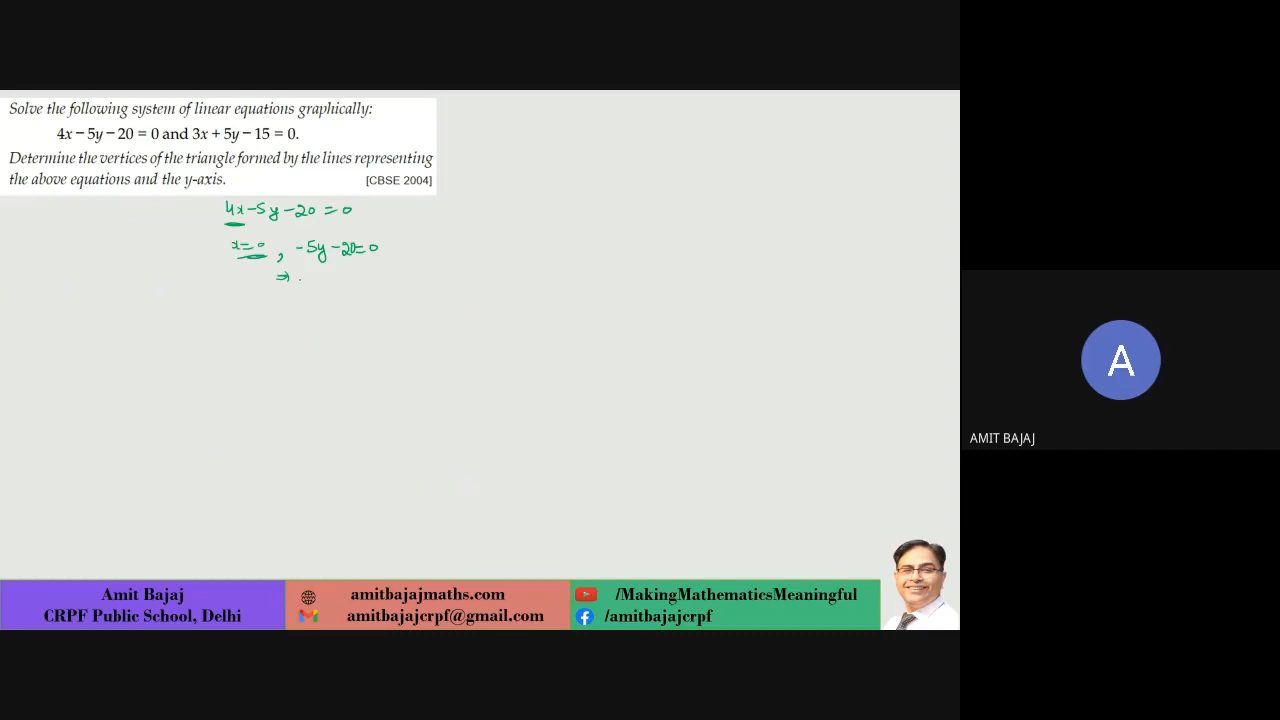 Solve the following system of linear equations graphically:
4x − 5y − 20 = 0 and 3x + 5y − 15 = 0.
Determine the vertices of the triangle formed by the lines representing
the above equations and the y-axis. [CBSE 2004]
4x − 5y − 20 = 0
x = 0 , − 5y − 20 = 0
⇒ .
A
AMIT BAJAJ
Amit Bajaj
CRPF Public School, Delhi
amitbajajmaths.com
amitbajajcrpf@gmail.com
/MakingMathematicsMeaningful
/amitbajajcrpf